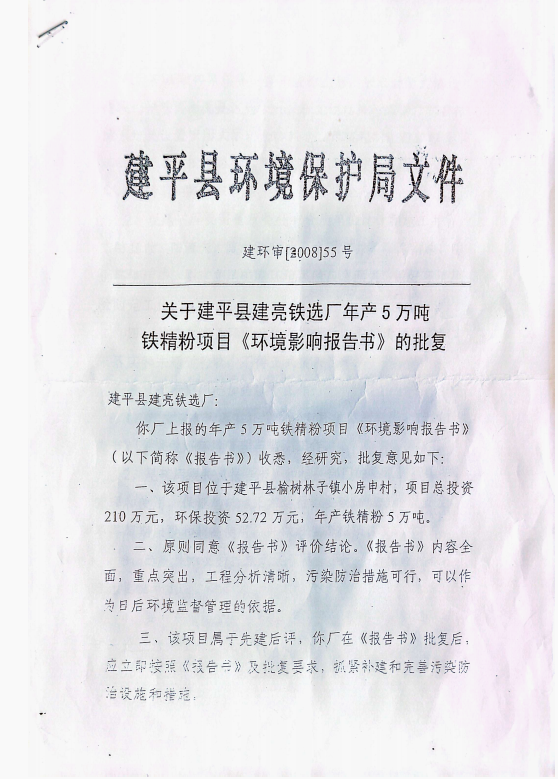 建平县环境保护局文件
建环审[2008]55号
关于建平县建亮铁选厂年产5万吨
铁精粉项目《环境影响报告书》的批复
建平县建亮铁选厂:
你厂上报的年产5万吨铁精粉项目《环境影响报告书》
（以下简称《报告书》）收悉，经研究，批复意见如下:
一、该项目位于建平县榆树林子镇小房申村，项目总投资
210万元，环保投资52.72万元，年产铁精粉5万吨。
二、原则同意《报告书》评价结论。《报告书》内容全
面，重点突出，工程分析清晰，污染防治措施可行，可以作
为日后环境监督管理的依据。
三、该项目属于先建后评，你厂在《报告书》批复后，
应立即按照《报告书》及批复要求，抓紧补建和完善污染防
治设施和措施.